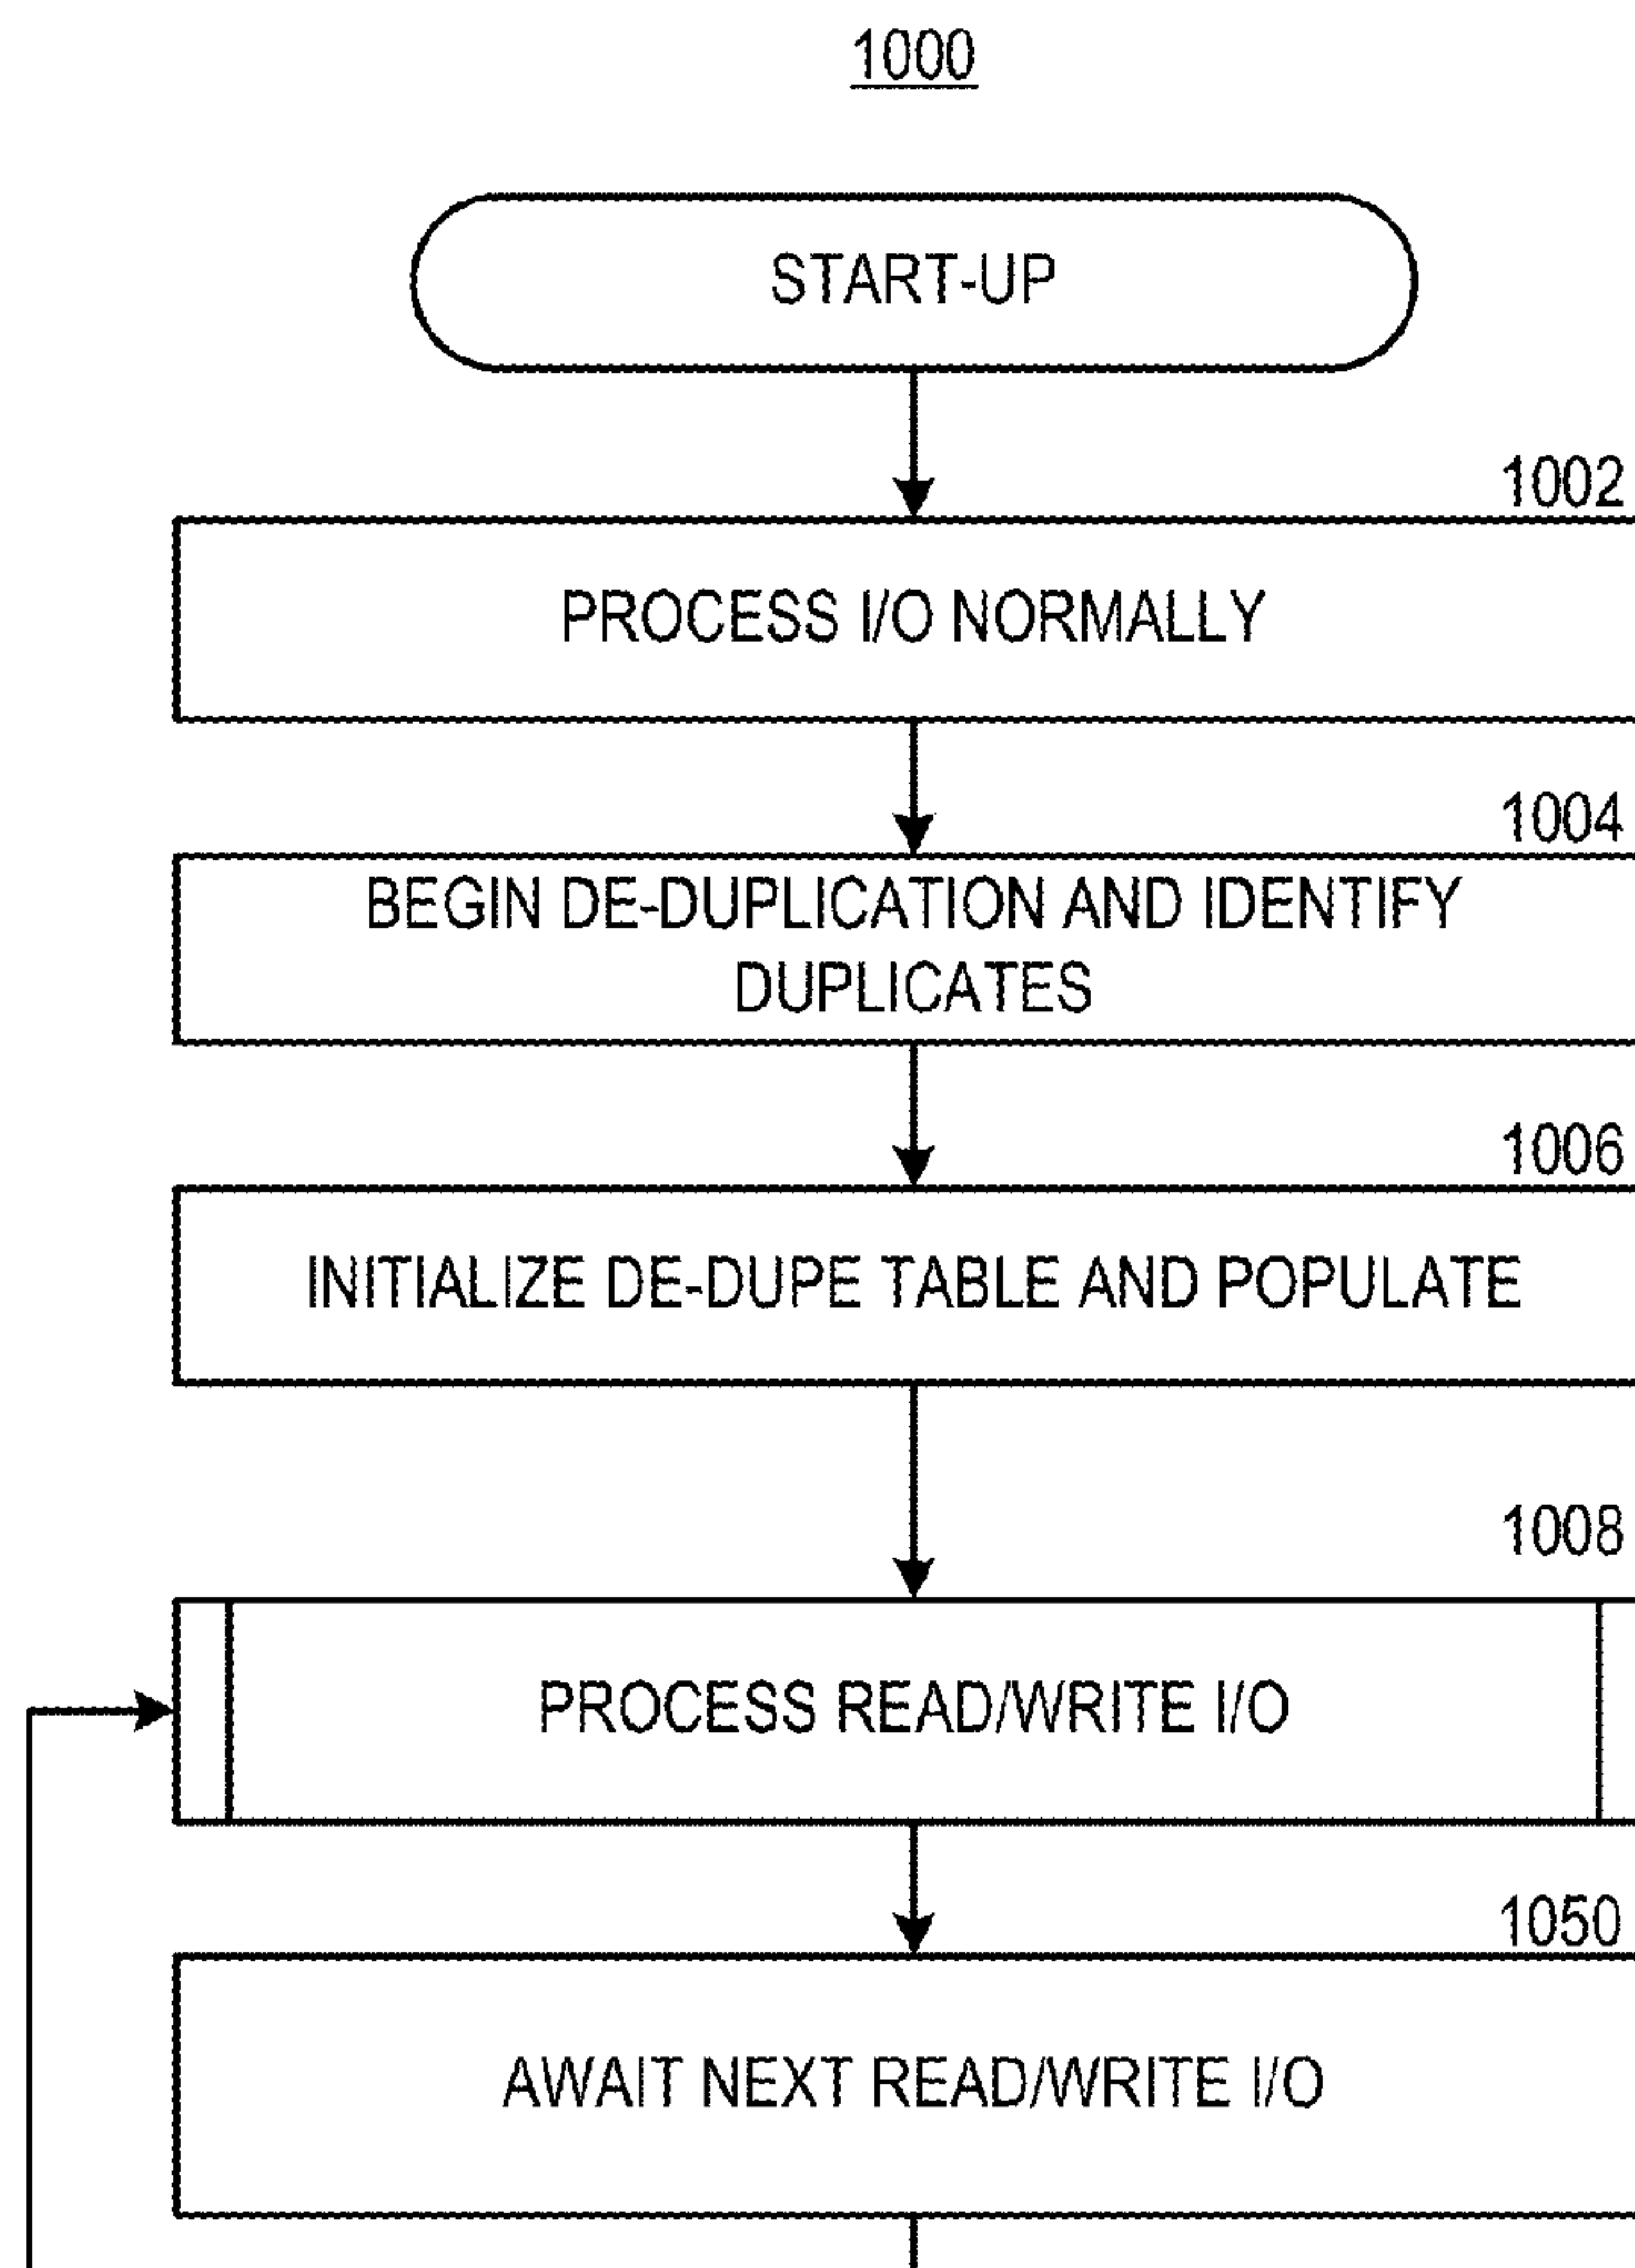 1000
START-UP
1002
PROCESS I/O NORMALLY
1004
BEGIN DE-DUPLICATION AND IDENTIFY
DUPLICATES
1006
INITIALIZE DE-DUPE TABLE AND POPULATE
1008
PROCESS READ/WRITE I/O
1050
AWAIT NEXT READ/WRITE I/O